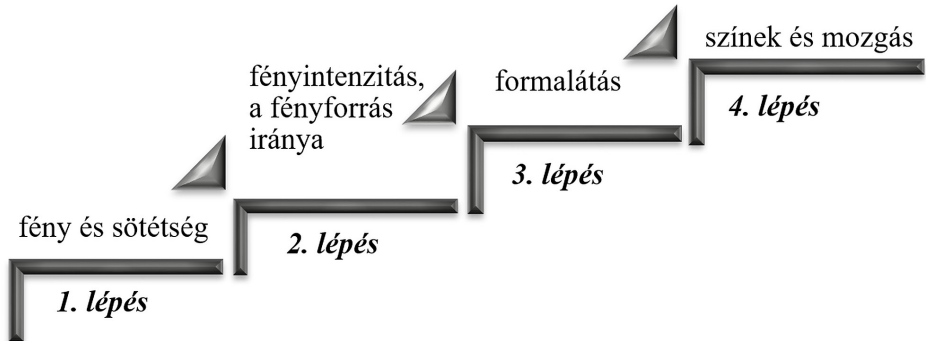 fény és sötétség
1. lépés
fényintenzitás,
a fényforrás
iránya
2. lépés
formalátás
3. lépés
színek és mozgás
4. lépés